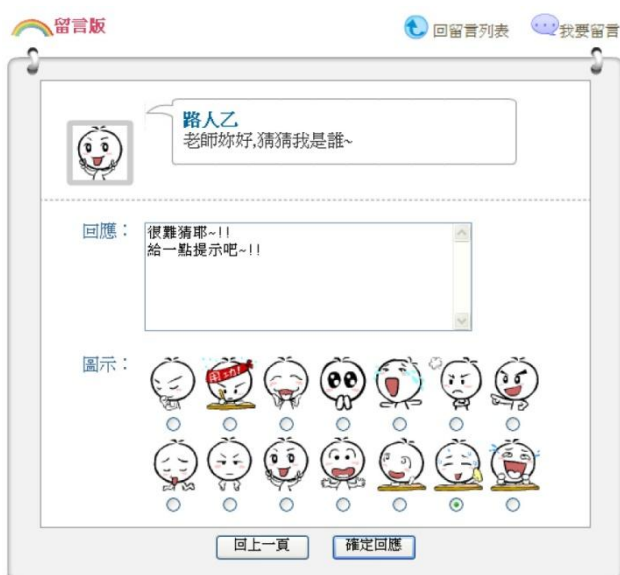 留言版
回留言列表
我要留言
路人乙
老師妳好,猜猜我是誰~
回應：
很難猜耶~!!
給一點提示吧~!!
圖示：
用功!
回上一頁
確定回應